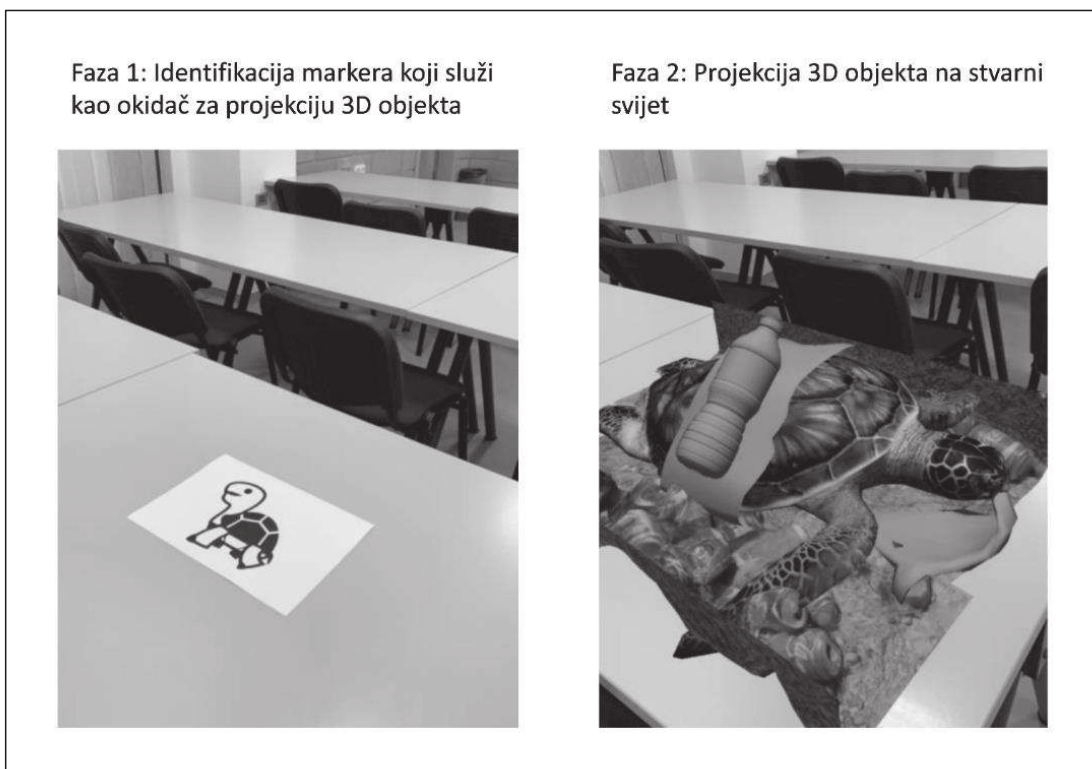 Faza 1: Identifikacija markera koji služi
kao okidač za projekciju 3D objekta
Faza 2: Projekcija 3D objekta na stvarni
svijet